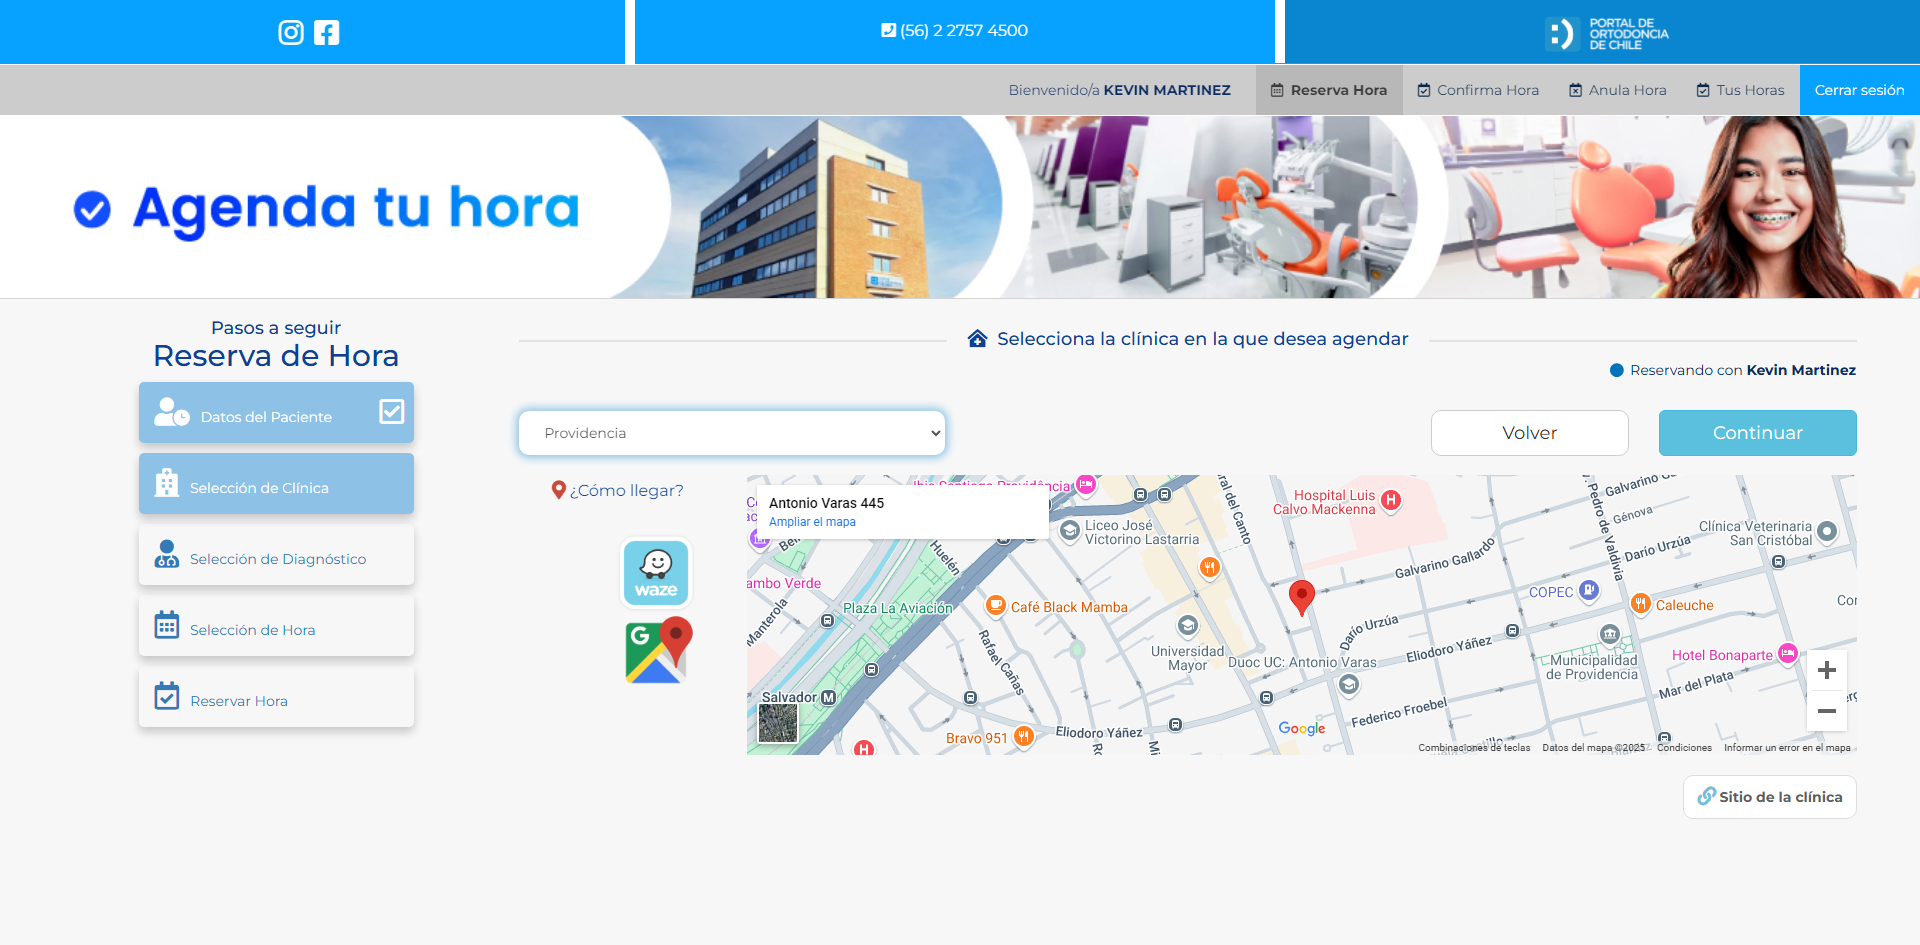 (56) 2 2757 4500
PORTAL DE
ORTODONCIA
DE CHILE
Bienvenido/a KEVIN MARTINEZ
Reserva Hora
Confirma Hora
Anula Hora
Tus Horas
Cerrar sesión
Agenda tu hora
Pasos a seguir
Reserva de Hora
Datos del Paciente
Selección de Clínica
Selección de Diagnóstico
Selección de Hora
Reservar Hora
Selecciona la clínica en la que desea agendar
Reservando con Kevin Martinez
Providencia
Volver
Continuar
¿Cómo llegar?
waze
G
Antonio Varas 445
Ampliar el mapa
Hospital Luis
Calvo Mackenna
H
Liceo José
Victorino Lastarria
Huelén
ambo Verde
Plaza La Aviación
Manterola
Café Black Mamba
Rafael Cañas
Universidad
Mayor
Duoc UC: Antonio Varas
Darío Urzúa
Eliodoro Yáñez
Galvarino Gallardo
Pedro de Valdivia
Génova
Darío Urzúa
Clínica Veterinaria
San Cristóbal
COPEC
Caleuche
Municipalidad
de Providencia
Hotel Bonaparte
Mar del Plata
Salvador
M
H
Bravo 951
Eliodoro Yáñez
Federico Froebel
Google
Combinaciones de teclas
Datos del mapa ©2025
Condiciones
Informar un error en el mapa
Sitio de la clínica